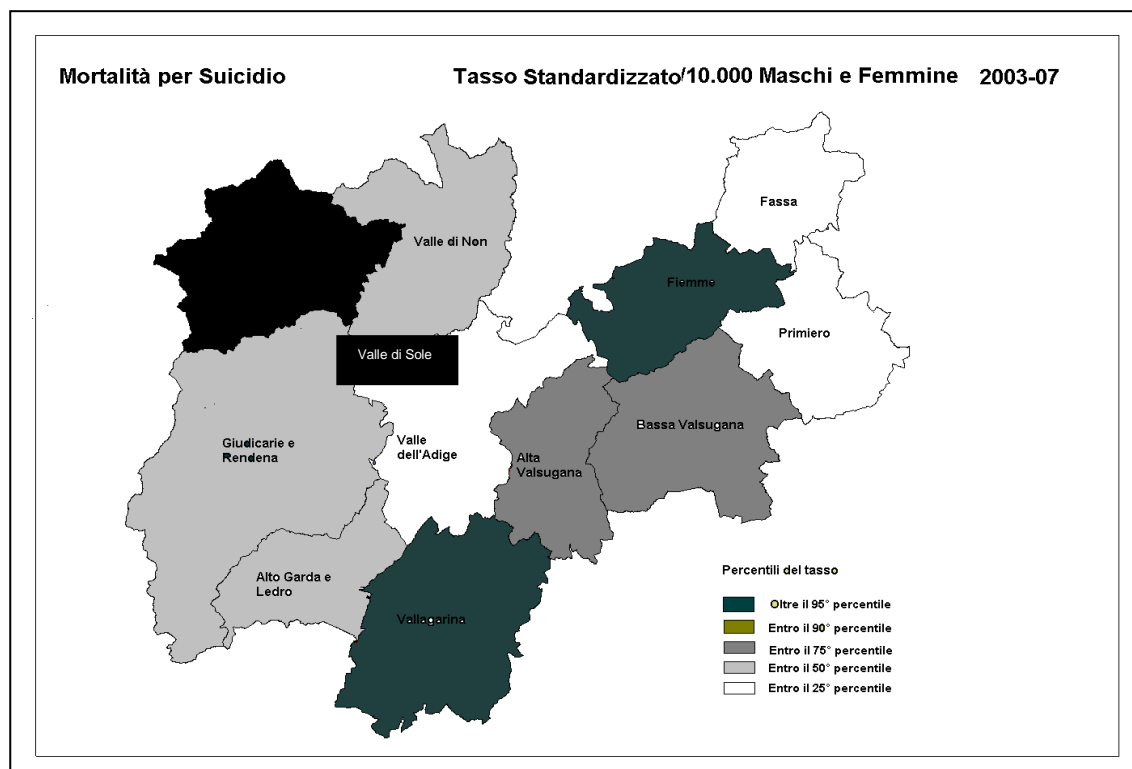 Mortalità per Suicidio
Tasso Standardizzato/10.000 Maschi e Femmine 2003-07
Fassa
Valle di Non
Fiemme
Primiero
Valle di Sole
Bassa Valsugana
Giudicarie e
Rendena
Valle
dell'Adige
Alta
Valsugana
Alto Garda e
Ledro
Vallagarina
Percentili del tasso
Oltre il 95° percentile
Entro il 90° percentile
Entro il 75° percentile
Entro il 50° percentile
Entro il 25° percentile